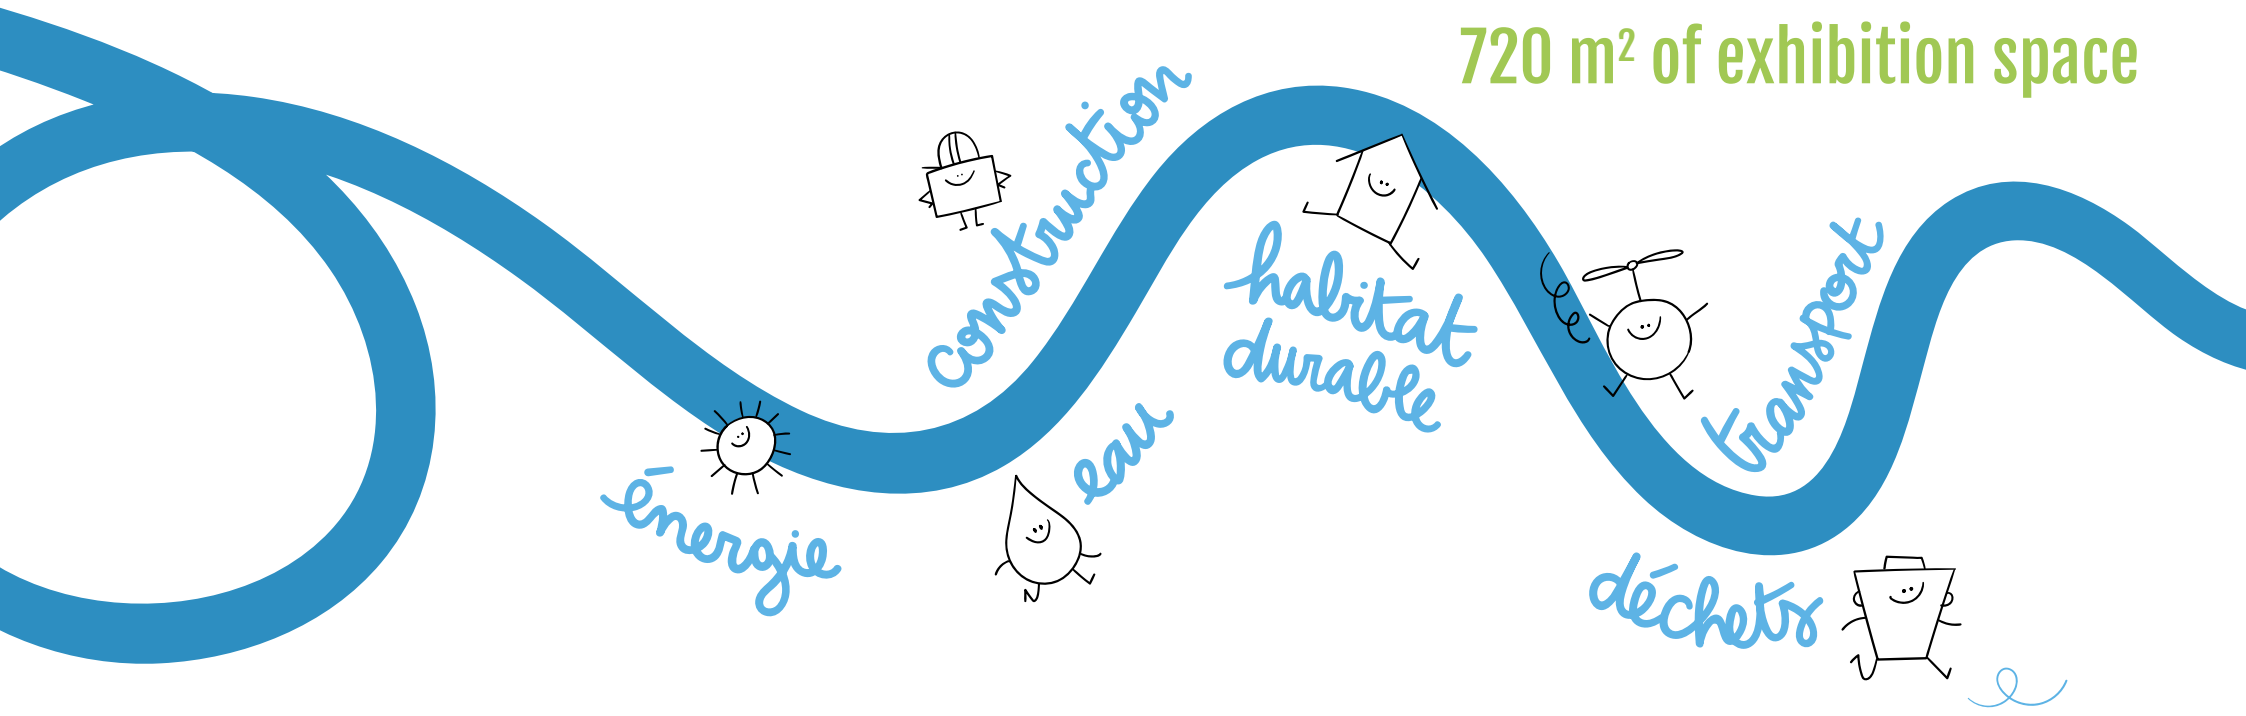 720 m² of exhibition space
construction
habitat
durable
transport
eau
énergie
déchets